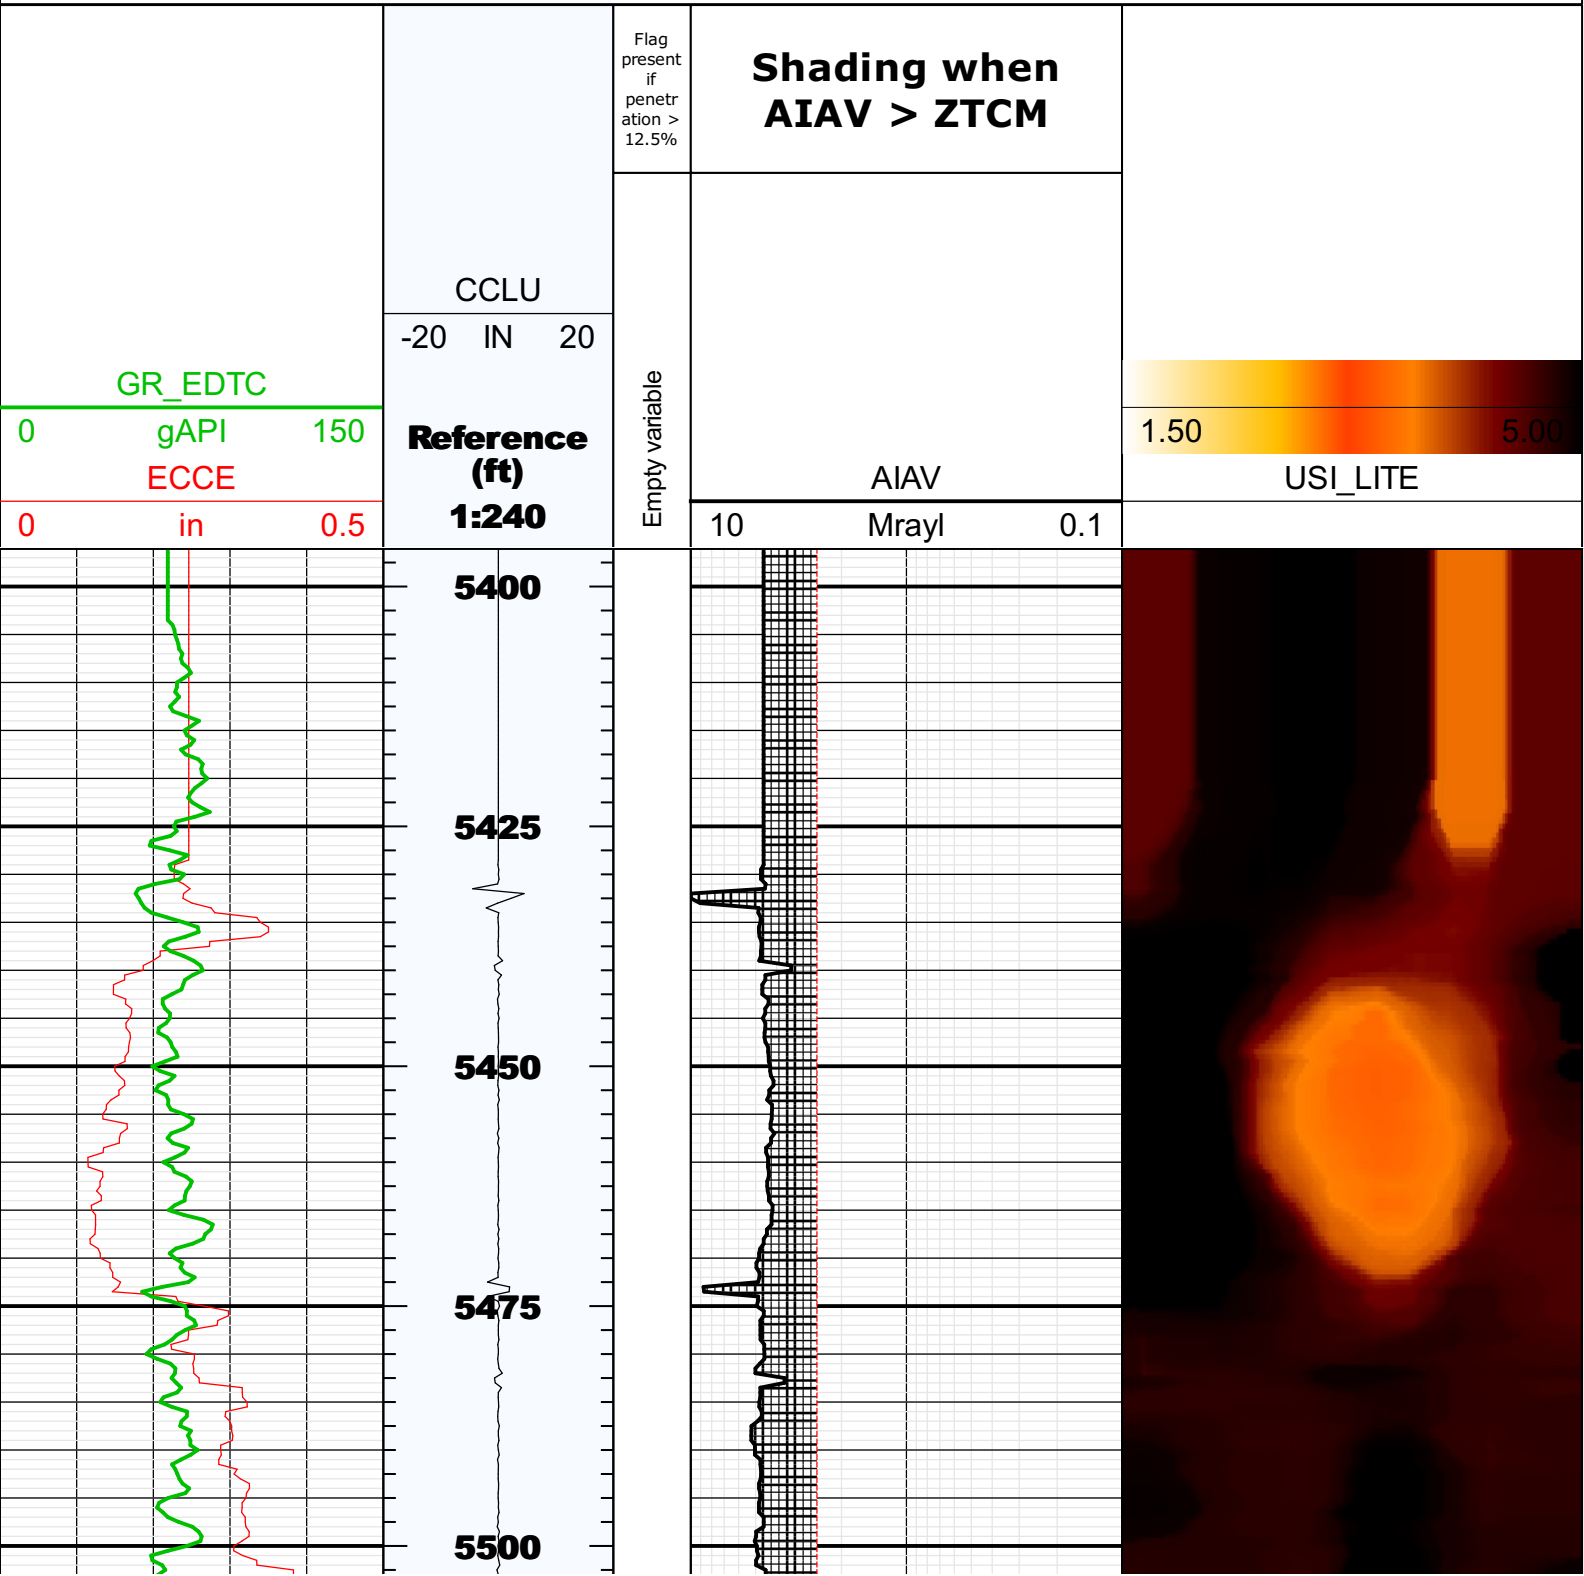 GR_EDTC
0 gAPI 150
ECCE
0 in 0.5
CCLU
-20 IN 20
Reference
(ft)
1:240
Flag
present
if
penetr
ation >
12.5%
Empty variable
Shading when
AIAV > ZTCM
AIAV
10 Mrayl 0.1
1.50 5.00
USI_LITE
5400
5425
5450
5475
5500